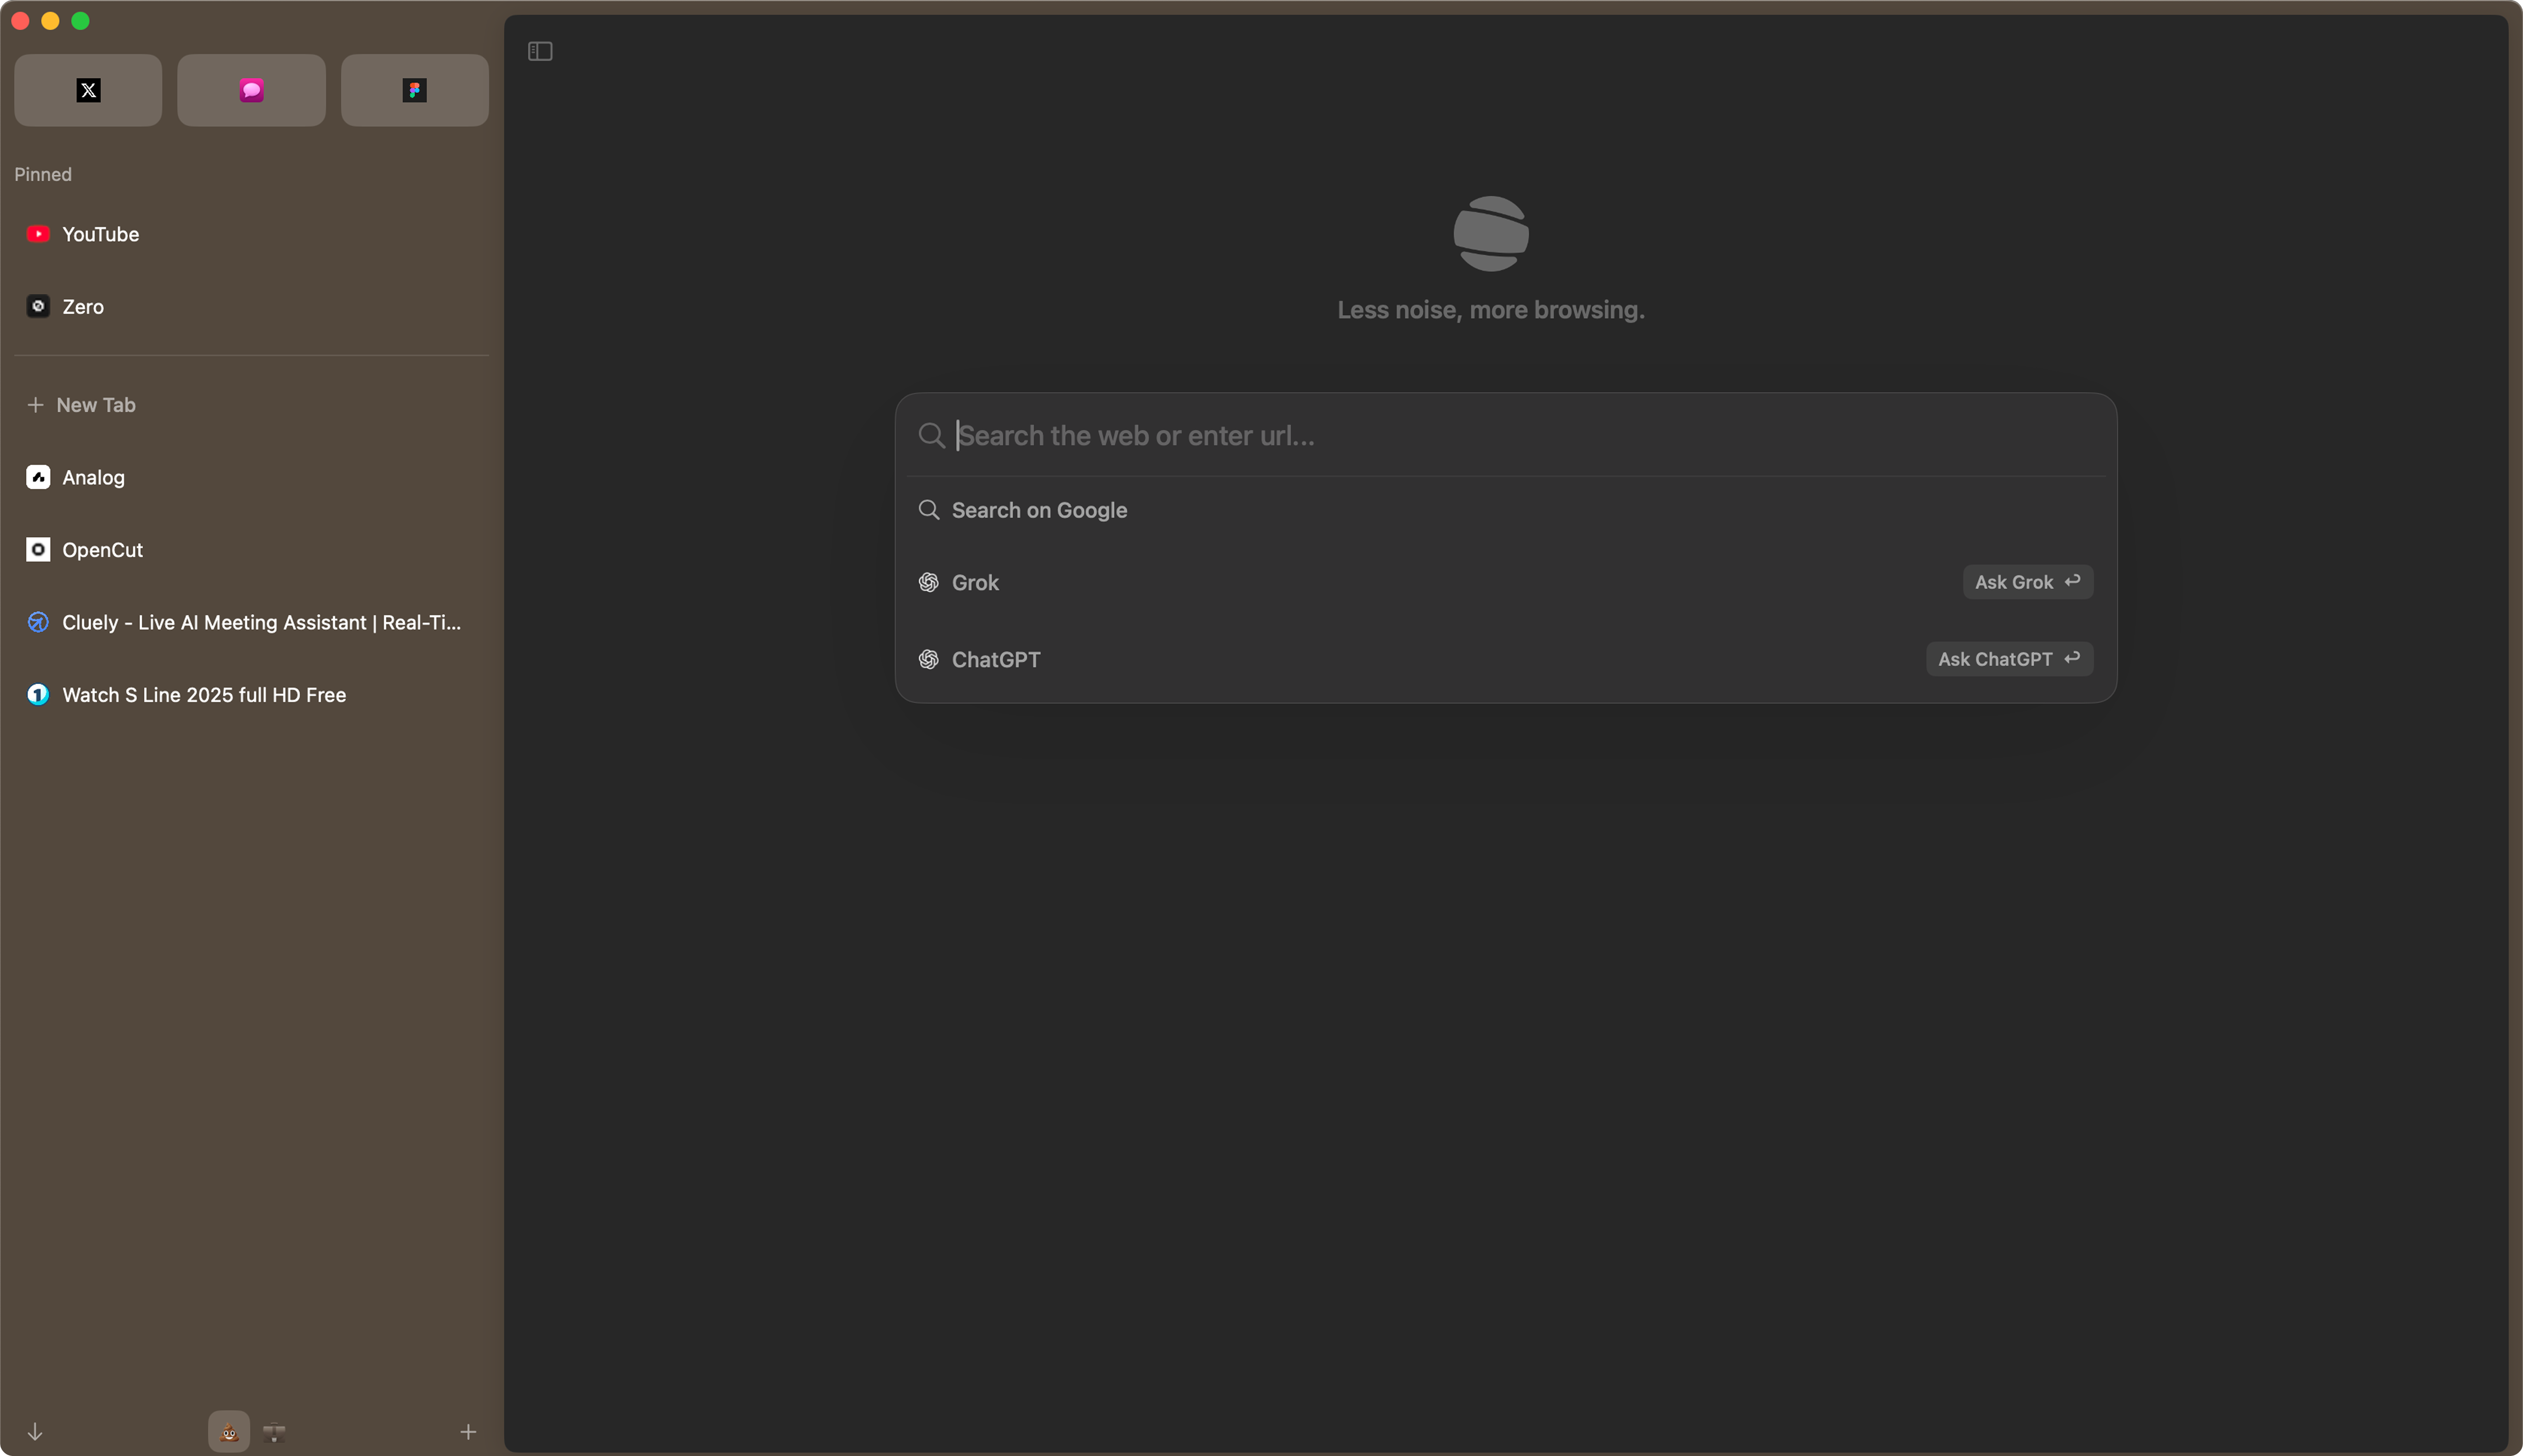 Pinned
YouTube
Zero
New Tab
Analog
OpenCut
Cluely - Live AI Meeting Assistant | Real-Ti...
Watch S Line 2025 full HD Free
Less noise, more browsing.
Search the web or enter url...
Search on Google
Grok
Ask Grok
ChatGPT
Ask ChatGPT